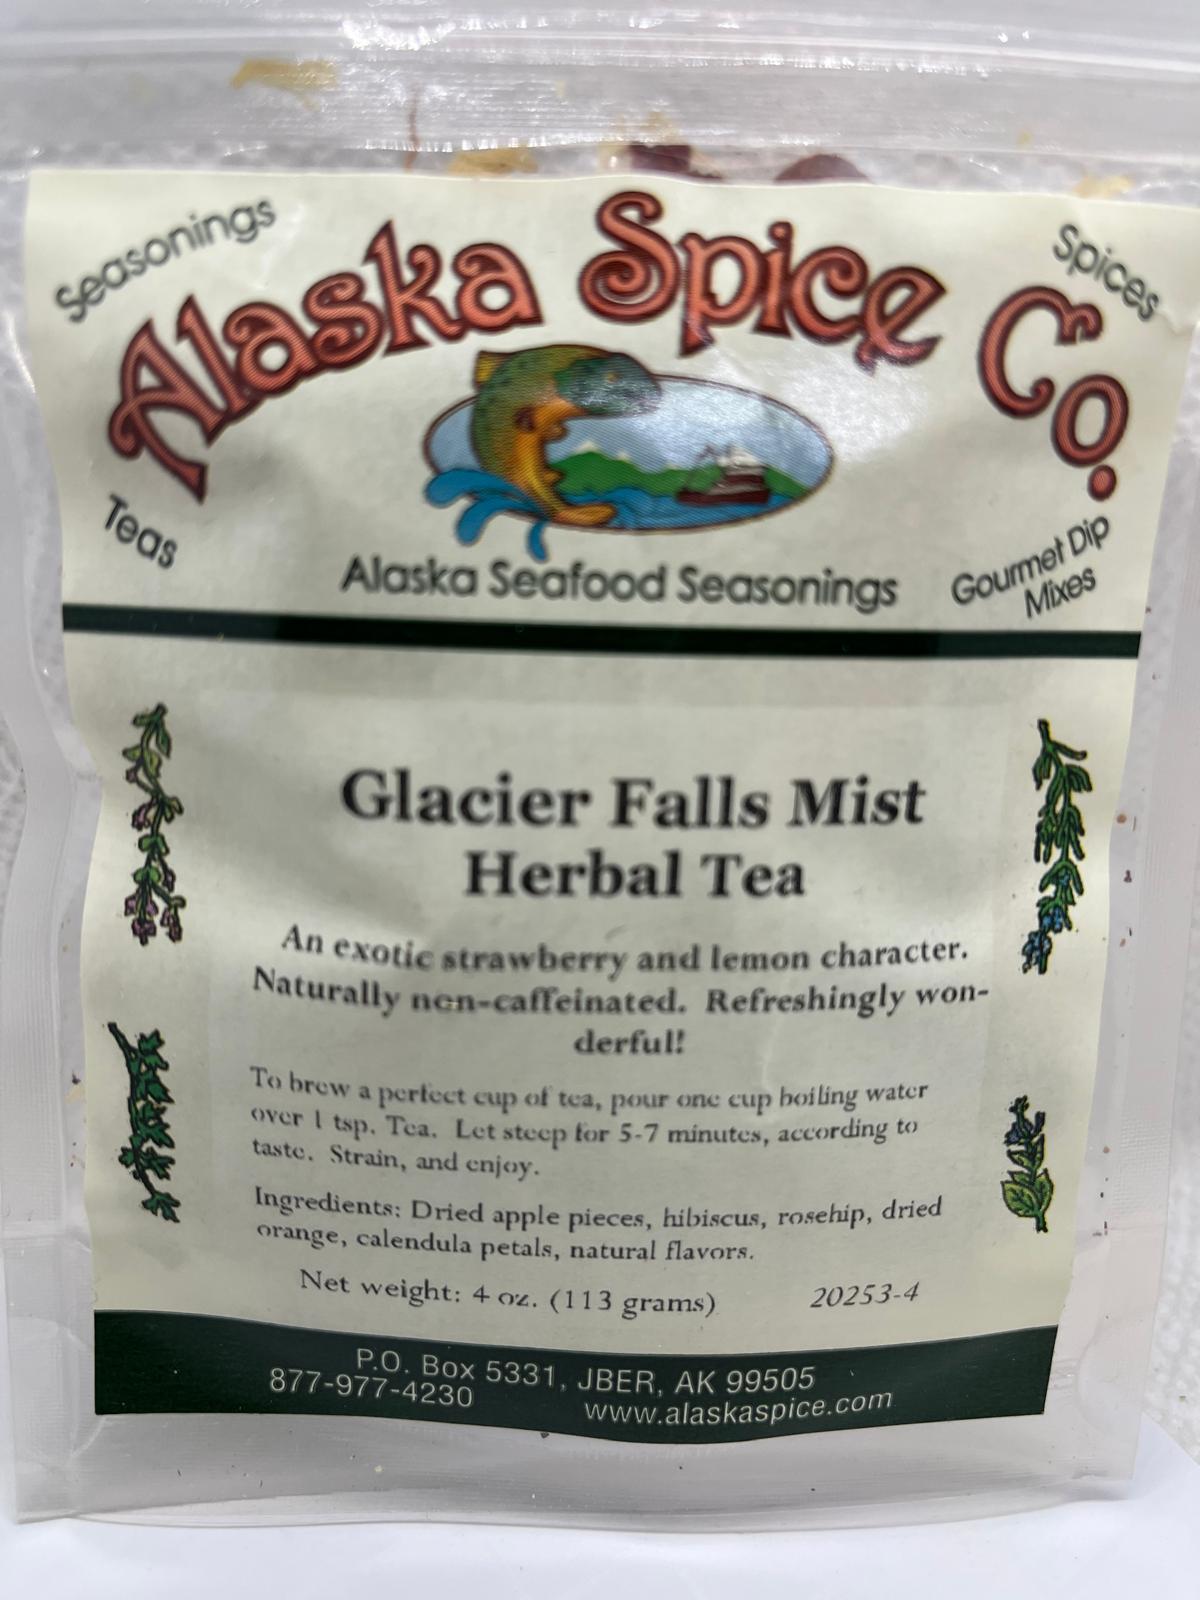 Seasonings
Spices
Alaska Spice Co.
Teas
Gourmet Dip
Mixes
Alaska Seafood Seasonings
Glacier Falls Mist
Herbal Tea
An exotic strawberry and lemon character.
Naturally non-caffeinated. Refreshingly won-
derful!
To brew a perfect cup of tea, pour one cup boiling water
over 1 tsp. Tea. Let steep for 5-7 minutes, according to
taste. Strain, and enjoy.
Ingredients: Dried apple pieces, hibiscus, rosehip, dried
orange, calendula petals, natural flavors.
Net weight: 4 oz. (113 grams) 20253-4
P.O. Box 5331, JBER, AK 99505
877-977-4230 www.alaskaspice.com